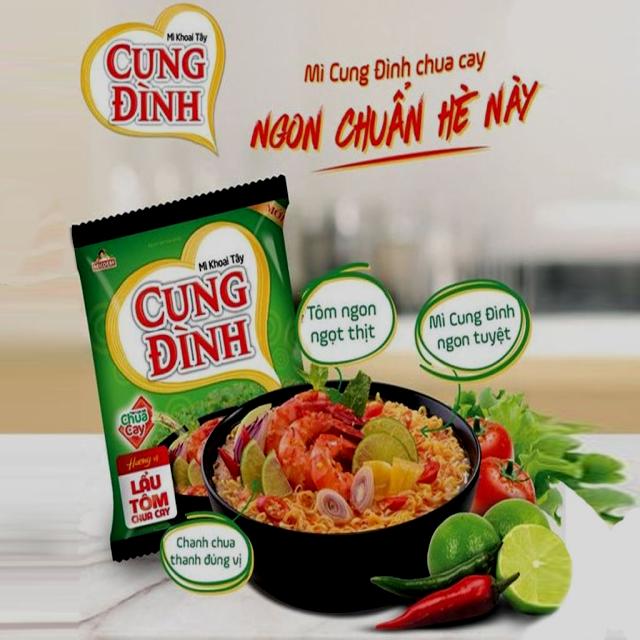 Mì Khoai Tây
CUNG
ĐÌNH
Mì Cung Đình chua cay
NGON CHUẨN HÈ NÀY
MỚI
MICOEM
Mì Khoai Tây
CUNG
ĐÌNH
Chua
Cay
Hương vị
LẨU
TÔM
CHUA CAY
Tôm ngon
ngọt thịt
Mì Cung Đình
ngon tuyệt
Chanh chua
thanh đúng vị